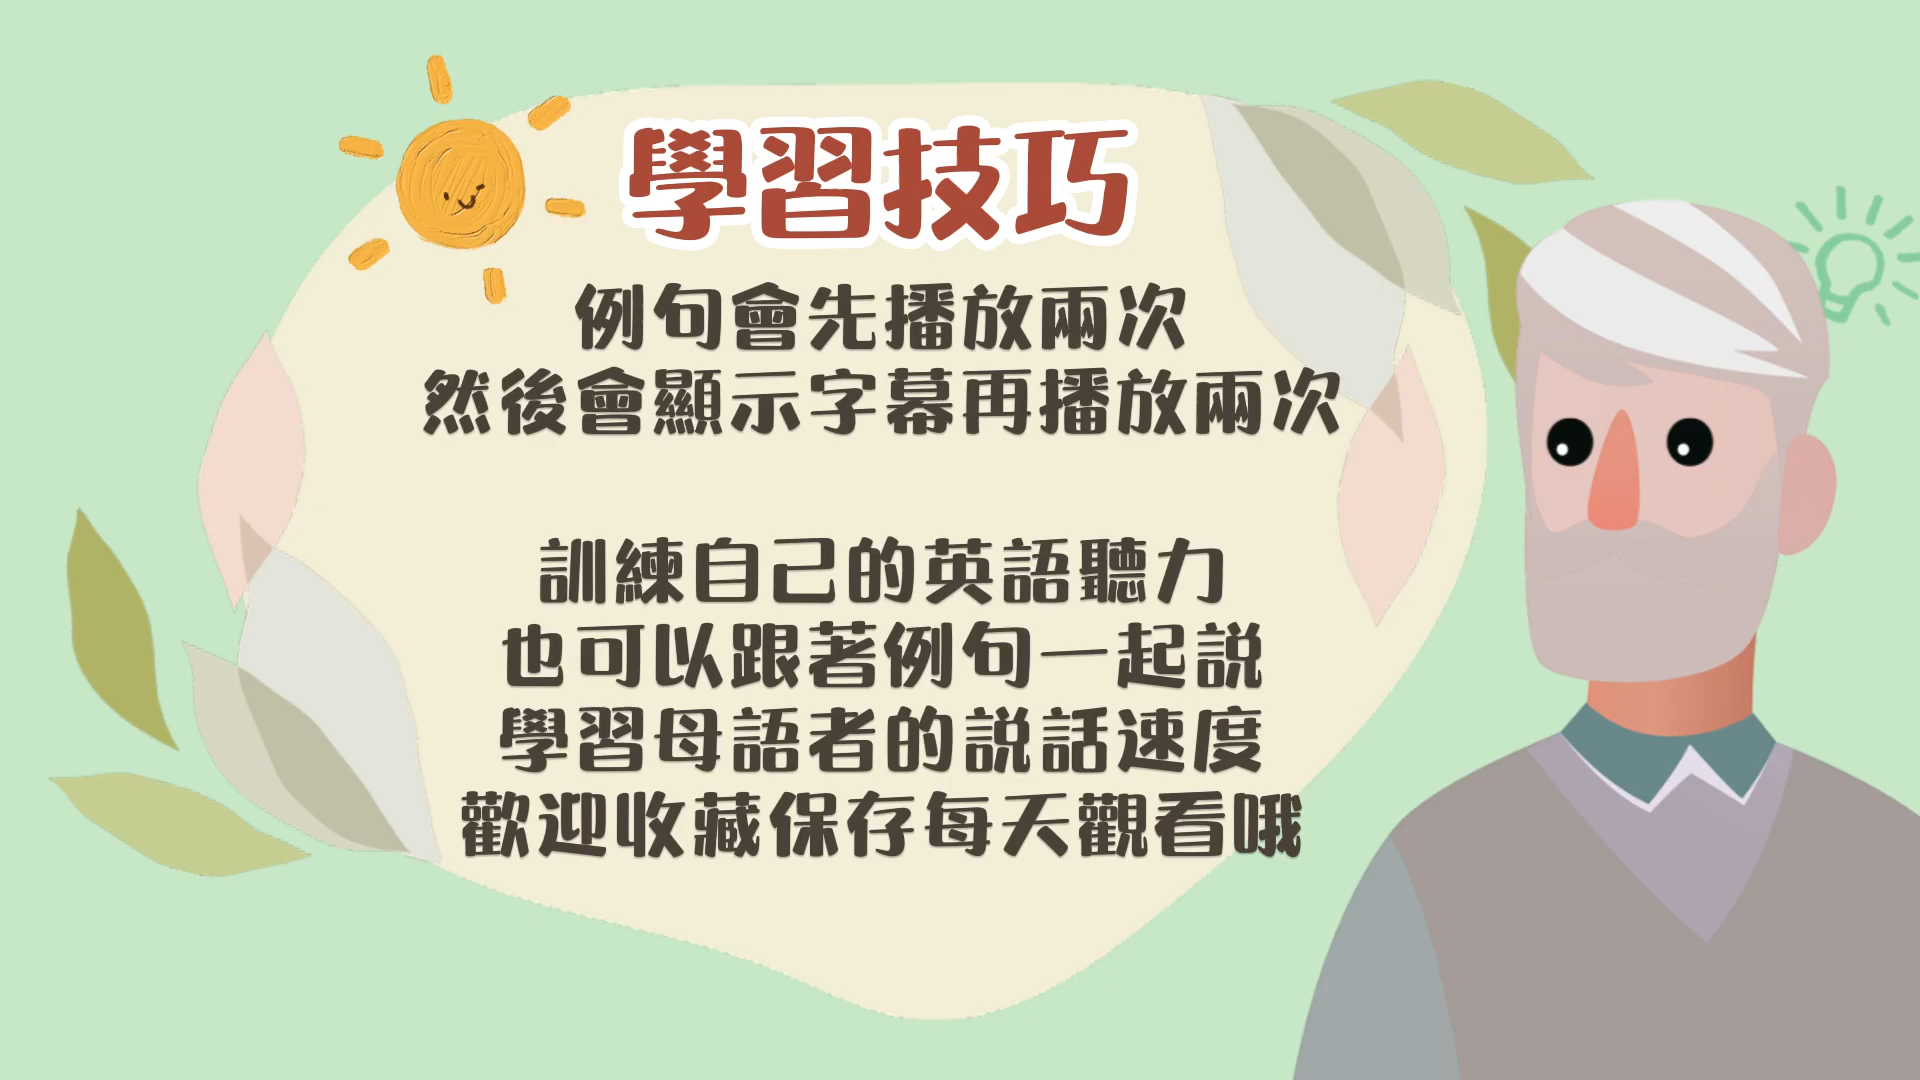 學習技巧
例句會先播放兩次
然後會顯示字幕再播放兩次
訓練自己的英語聽力
也可以跟著例句一起說
學習母語者的說話速度
歡迎收藏保存每天觀看哦